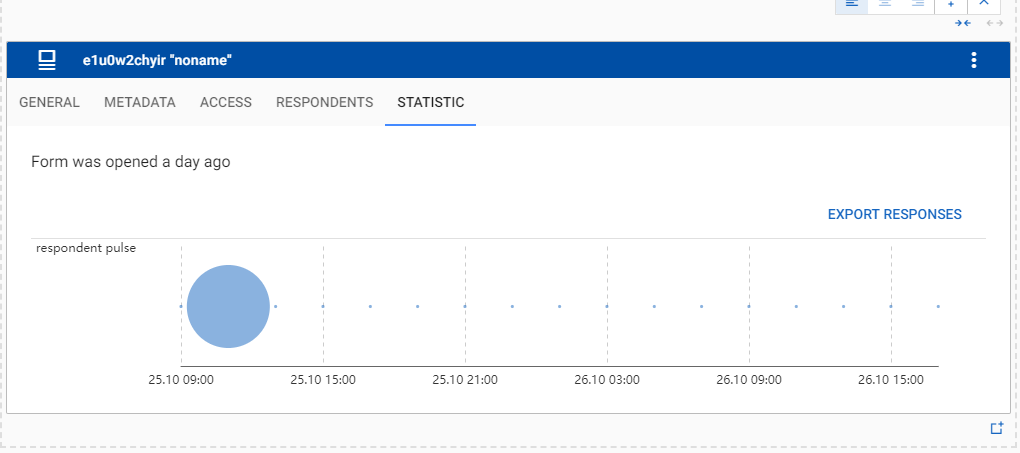 e1u0w2chyir "noname"
GENERAL METADATA ACCESS RESPONDENTS STATISTIC
Form was opened a day ago
EXPORT RESPONSES
respondent pulse
25.10 09:00 25.10 15:00 25.10 21:00 26.10 03:00 26.10 09:00 26.10 15:00